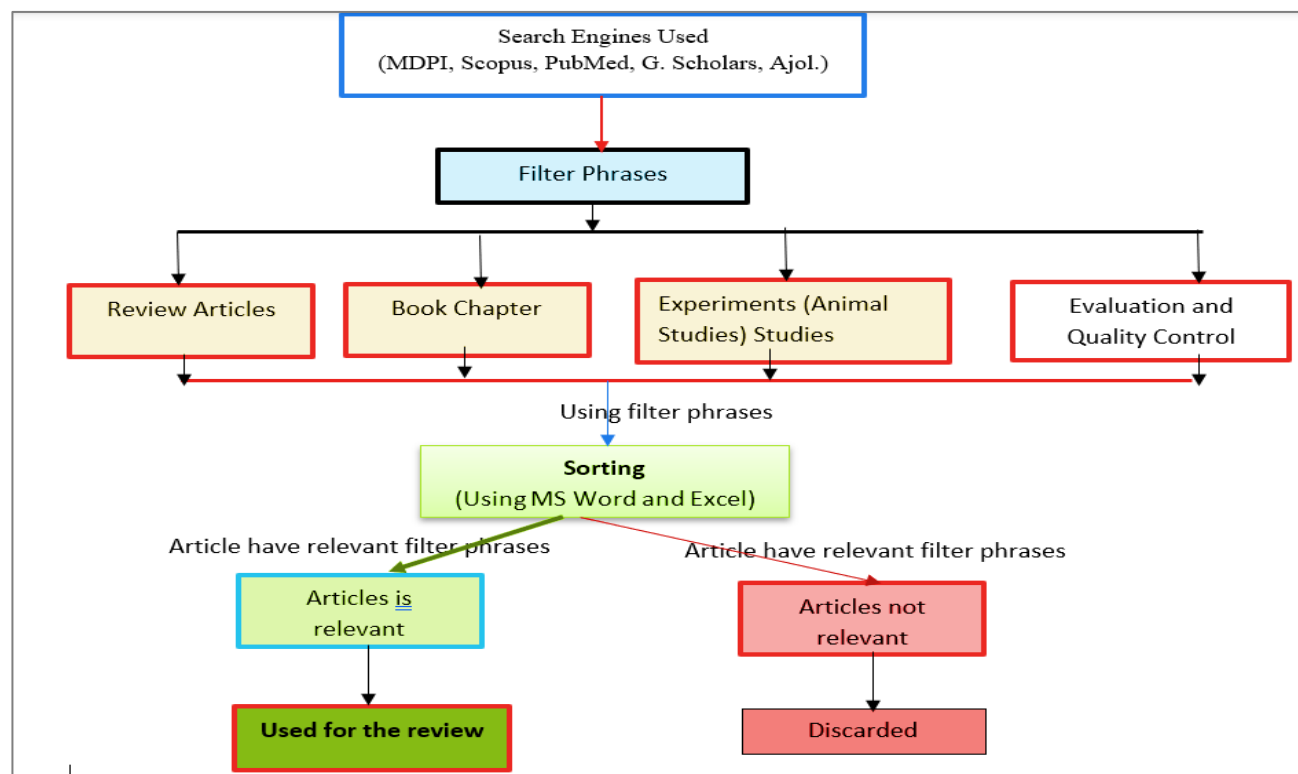 Search Engines Used
(MDPI, Scopus, PubMed, G. Scholars, Ajol.)
Filter Phrases
Review Articles
Book Chapter
Experiments (Animal
Studies) Studies
Evaluation and
Quality Control
Using filter phrases
Sorting
(Using MS Word and Excel)
Article have relevant filter phrases
Article have relevant filter phrases
Articles is
relevant
Articles not
relevant
Used for the review
Discarded